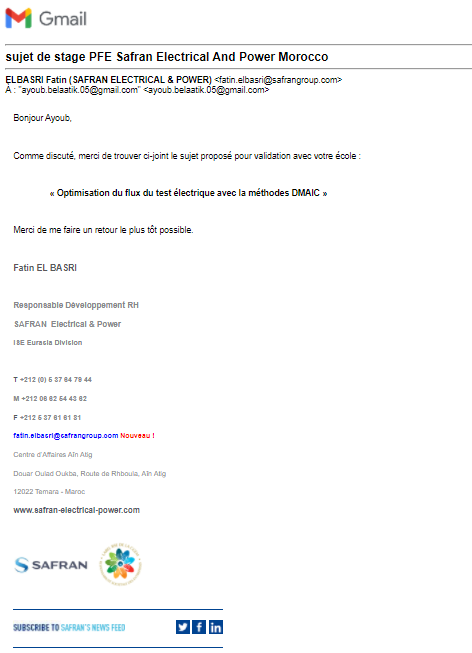 Gmail
sujet de stage PFE Safran Electrical And Power Morocco
ELBASRI Fatin (SAFRAN ELECTRICAL & POWER) <fatin.elbasri@safrangroup.com>
À : "ayoub.belaatik.05@gmail.com" <ayoub.belaatik.05@gmail.com>
Bonjour Ayoub,
Comme discuté, merci de trouver ci-joint le sujet proposé pour validation avec votre école :
« Optimisation du flux du test électrique avec la méthodes DMAIC »
Merci de me faire un retour le plus tôt possible.
Fatin EL BASRI
Responsable Développement RH
SAFRAN Electrical & Power
ISE Eurasia Division
T +212 (0) 5 37 64 79 44
M +212 06 62 54 43 62
F +212 5 37 61 61 31
fatin.elbasri@safrangroup.com Nouveau !
Centre d'Affaires Aïn Atig
Douar Oulad Oukba, Route de Rhboula, Aïn Atig
12022 Temara - Maroc
www.safran-electrical-power.com
SAFRAN
SUBSCRIBE TO SAFRAN'S NEWS FEED